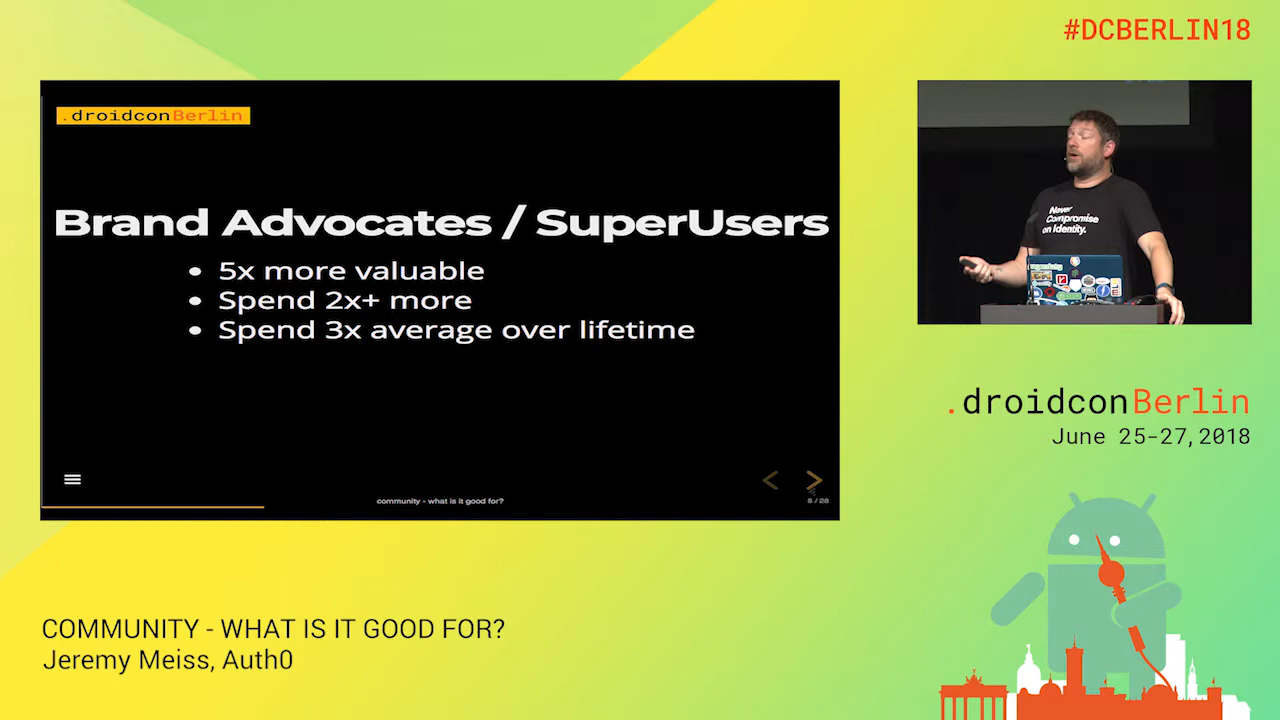 #DCBERLIN18
.droidconBerlin
Brand Advocates / SuperUsers
• 5x more valuable
• Spend 2x+ more
• Spend 3x average over lifetime
community - what is it good for?
8 / 28
Never
Compromise
on Identity.
.droidconBerlin
June 25-27,2018
COMMUNITY - WHAT IS IT GOOD FOR?
Jeremy Meiss, Auth0